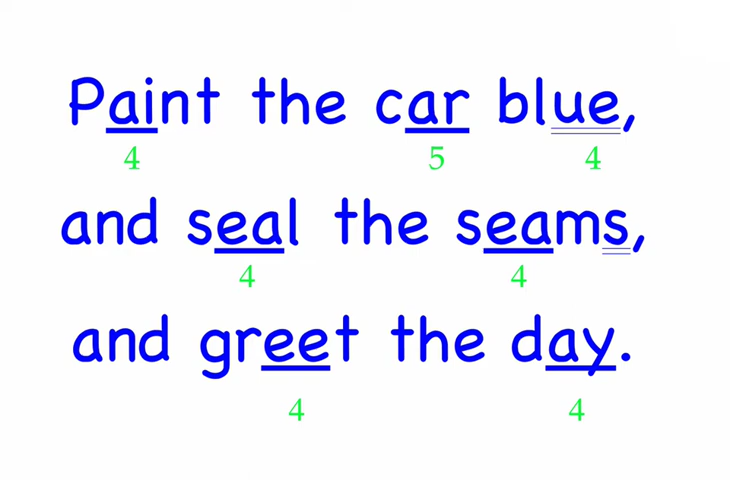 Paint the car blue,
4 5 4
and seal the seams,
4 4
and greet the day.
4 4